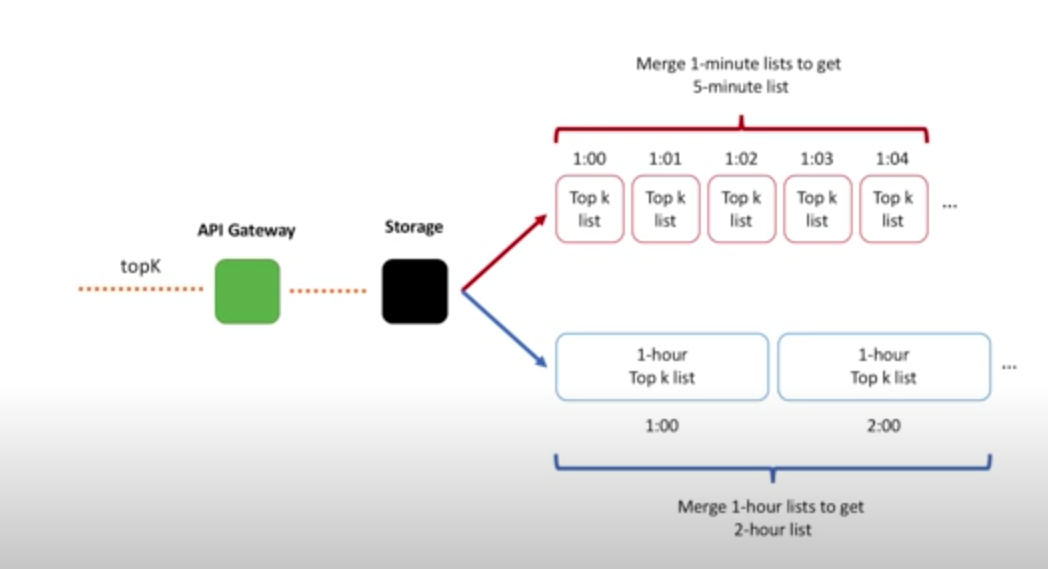 Merge 1-minute lists to get
5-minute list
1:00 1:01 1:02 1:03 1:04
Top k list
Top k list
Top k list
Top k list
Top k list
...
API Gateway
Storage
topK
1-hour
Top k list
1-hour
Top k list
...
1:00 2:00
Merge 1-hour lists to get
2-hour list